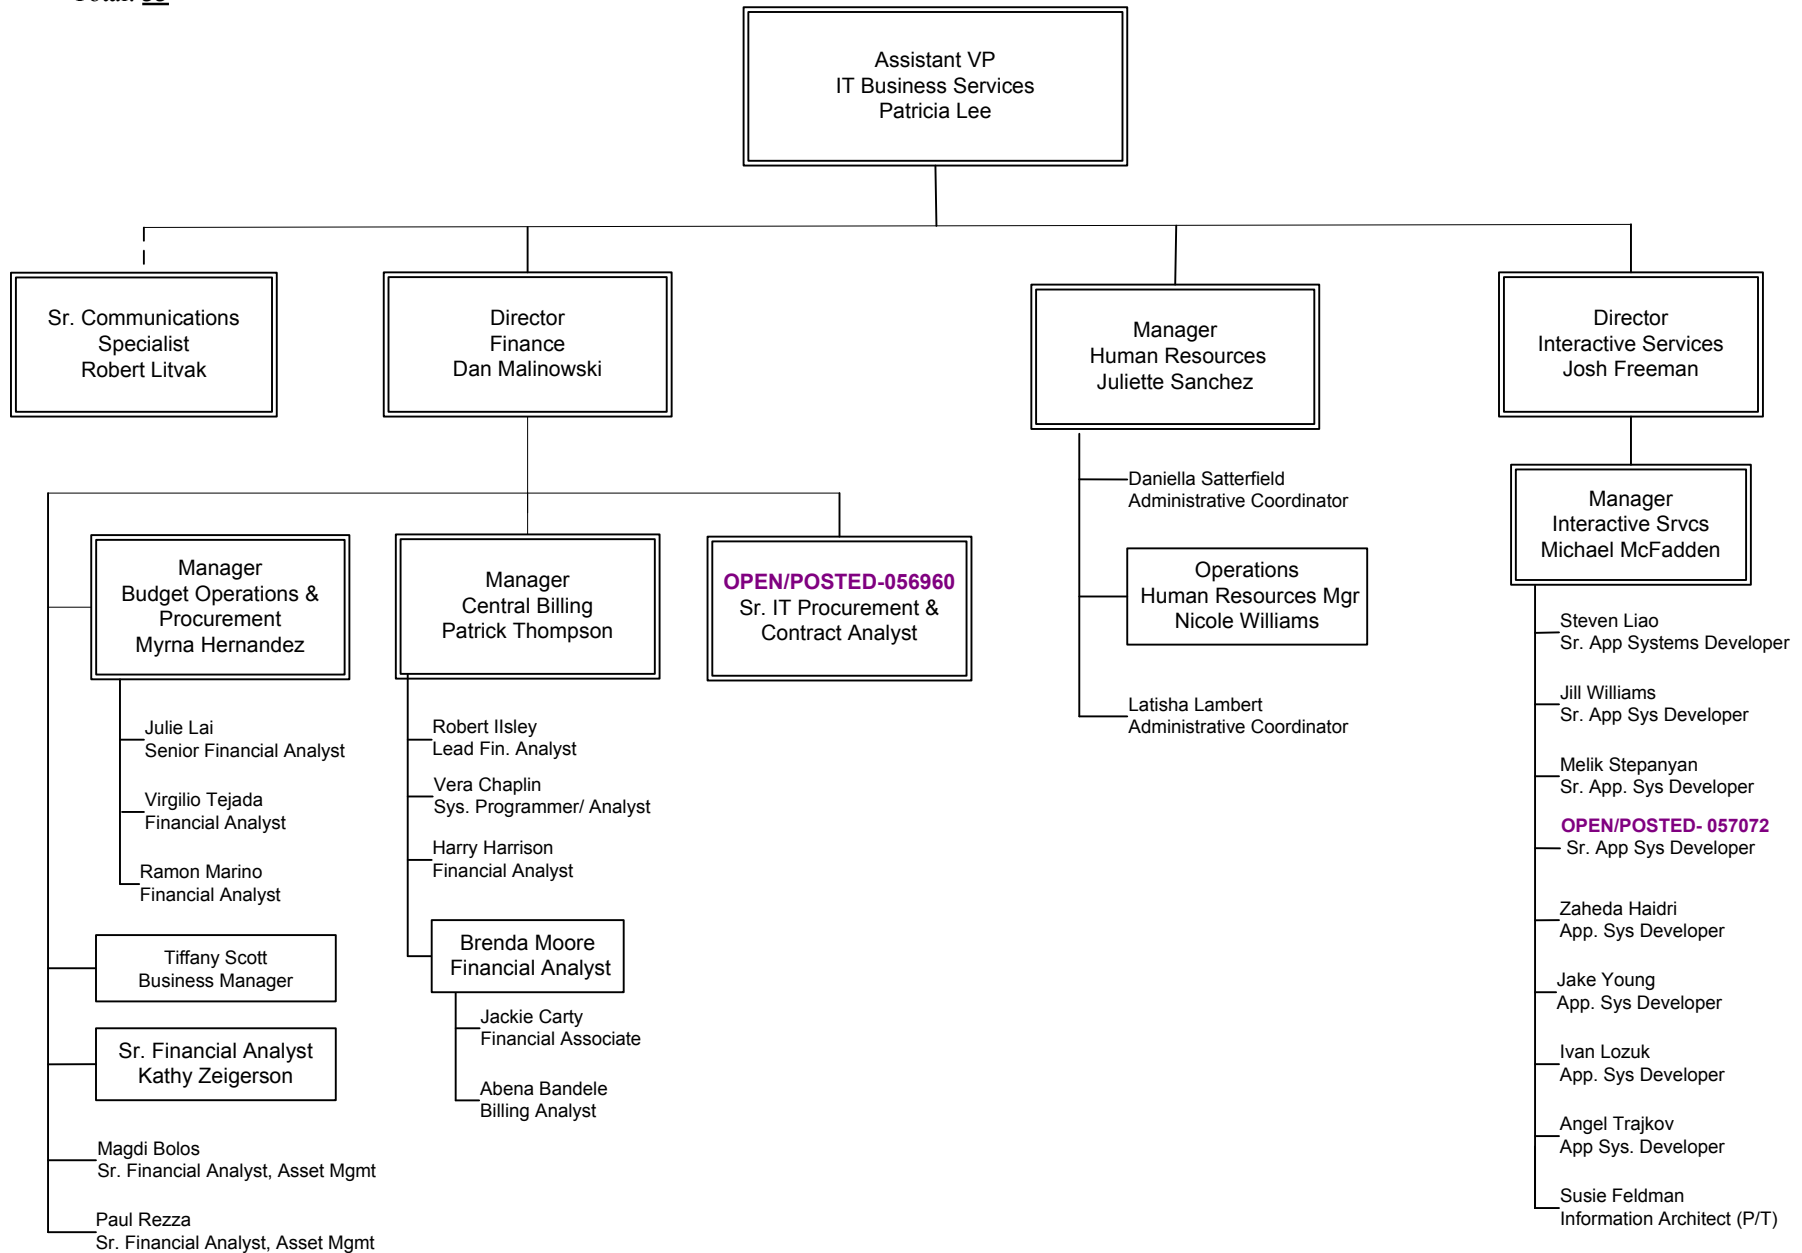 Assistant VP
IT Business Services
Patricia Lee
Sr. Communications
Specialist
Robert Litvak
Director
Finance
Dan Malinowski
Manager
Human Resources
Juliette Sanchez
Director
Interactive Services
Josh Freeman
Manager
Budget Operations &
Procurement
Myrna Hernandez
Julie Lai
Senior Financial Analyst
Virgilio Tejada
Financial Analyst
Ramon Marino
Financial Analyst
Tiffany Scott
Business Manager
Sr. Financial Analyst
Kathy Zeigerson
Magdi Bolos
Sr. Financial Analyst, Asset Mgmt
Paul Rezza
Sr. Financial Analyst, Asset Mgmt
Manager
Central Billing
Patrick Thompson
Robert IIsley
Lead Fin. Analyst
Vera Chaplin
Sys. Programmer/ Analyst
Harry Harrison
Financial Analyst
Brenda Moore
Financial Analyst
Jackie Carty
Financial Associate
Abena Bandele
Billing Analyst
OPEN/POSTED-056960
Sr. IT Procurement &
Contract Analyst
Daniella Satterfield
Administrative Coordinator
Operations
Human Resources Mgr
Nicole Williams
Latisha Lambert
Administrative Coordinator
Manager
Interactive Srvcs
Michael McFadden
Steven Liao
Sr. App Systems Developer
Jill Williams
Sr. App Sys Developer
Melik Stepanyan
Sr. App. Sys Developer
OPEN/POSTED- 057072
Sr. App Sys Developer
Zaheda Haidri
App. Sys Developer
Jake Young
App. Sys Developer
Ivan Lozuk
App. Sys Developer
Angel Trajkov
App Sys. Developer
Susie Feldman
Information Architect (P/T)